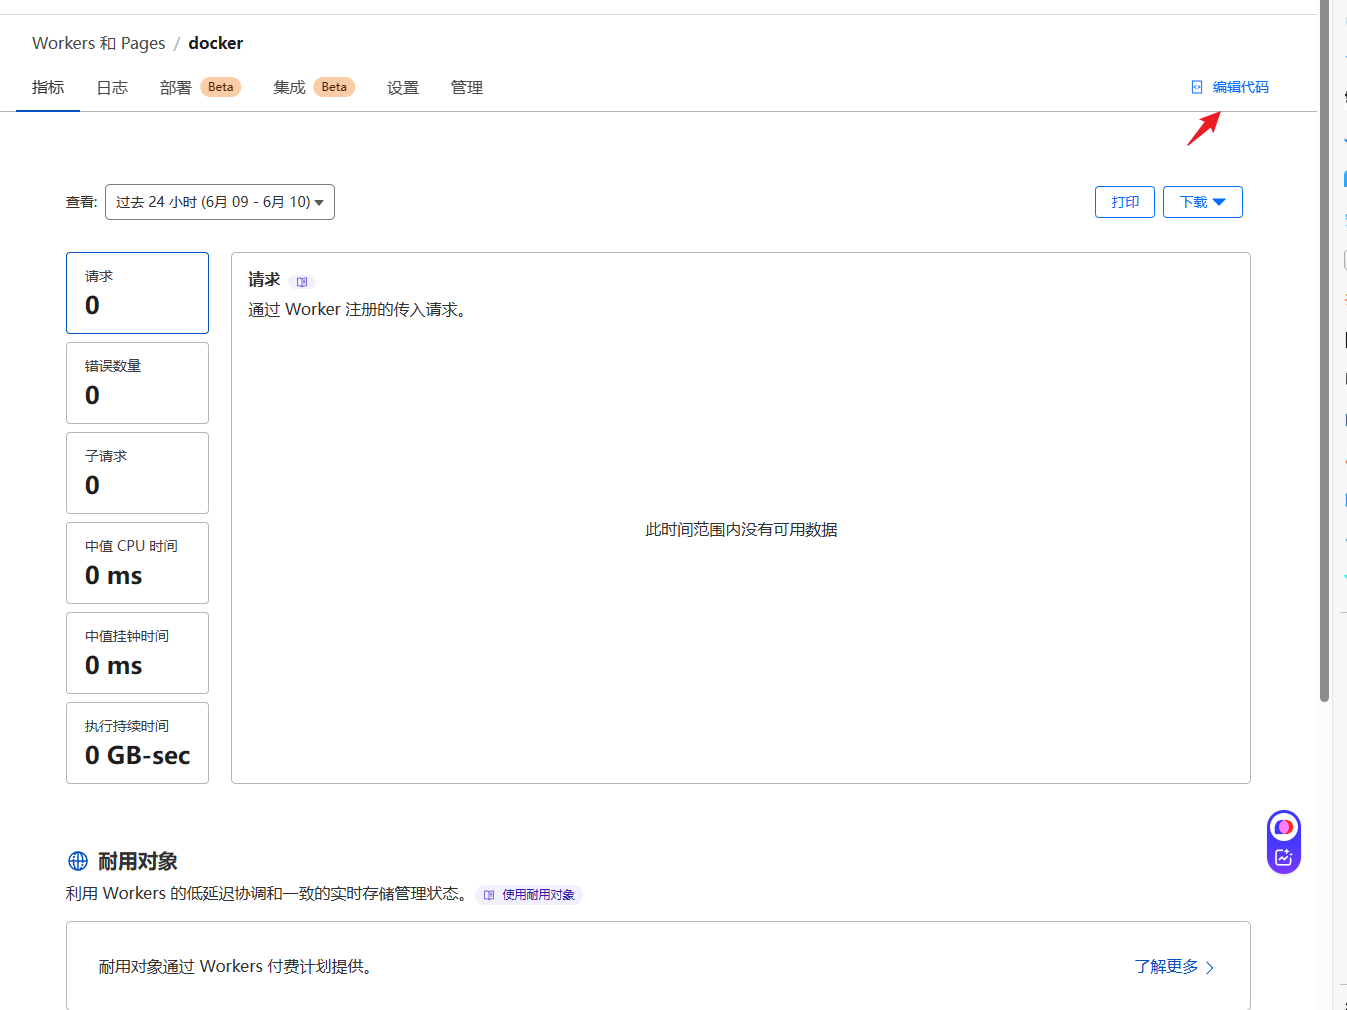 Workers 和 Pages / docker
指标 日志 部署 Beta 集成 Beta 设置 管理 编辑代码
查看: 过去 24 小时 (6月 09 - 6月 10) 打印 下载
请求
0
错误数量
0
子请求
0
中值 CPU 时间
0 ms
中值挂钟时间
0 ms
执行持续时间
0 GB-sec
请求
通过 Worker 注册的传入请求。
此时间范围内没有可用数据
耐用对象
利用 Workers 的低延迟协调和一致的实时存储管理状态。 使用耐用对象
耐用对象通过 Workers 付费计划提供。 了解更多